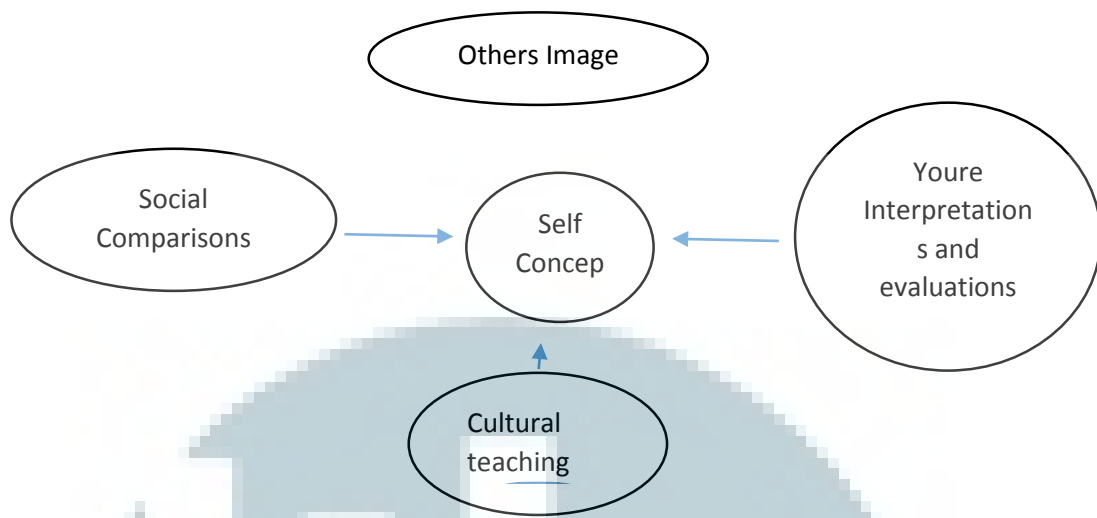 Others Image
Social
Comparisons
Self
Concep
Youre
Interpretation
s and
evaluations
Cultural
teaching